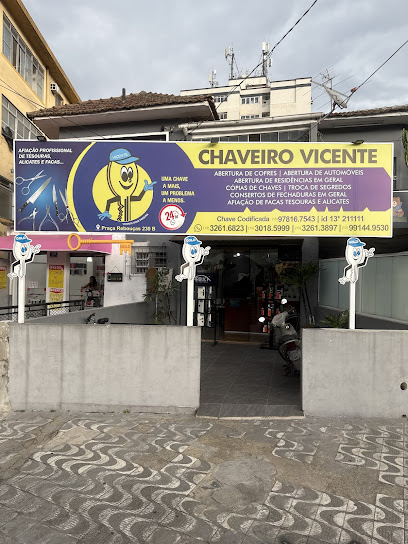 AFIAÇÃO PROFISSIONAL
DE TESOURAS,
ALICATES E FACAS...
UMA CHAVE
A MAIS,
UM PROBLEMA
A MENOS.
24
Praça Rebouças 230 B
CHAVEIRO VICENTE
ABERTURA DE COFRES | ABERTURA DE AUTOMÓVEIS
ABERTURA DE RESIDÊNCIAS EM GERAL
CÓPIAS DE CHAVES | TROCA DE SEGREDOS
CONSERTOS DE FECHADURAS EM GERAL
AFIAÇÃO DE FACAS TESOURAS E ALICATES
Chave Codificada 97816.7543 | id 13* 211111
3261.6823 | 3018.5999 3261.3897 | 99144.9530